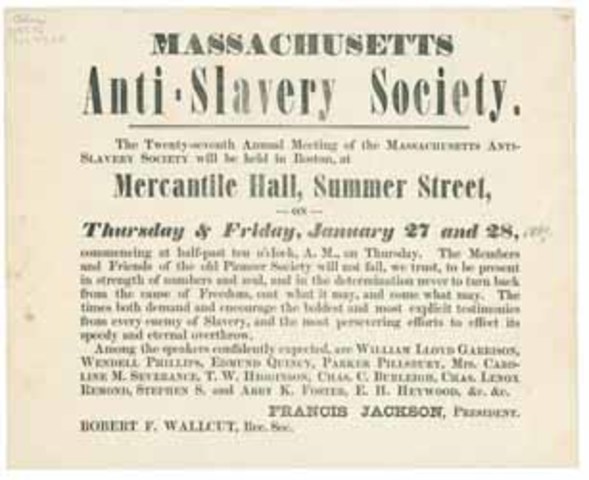 MASSACHUSETTS
Anti-Slavery Society.
The Twenty-seventh Annual Meeting of the MASSACHUSETTS ANTI-
SLAVERY SOCIETY will be held in Boston, at
Mercantile Hall, Summer Street,
—ON—
Thursday & Friday, January 27 and 28,
commencing at half-past ten o'clock, A. M., on Thursday. The Members
and Friends of the old Pioneer Society will not fail, we trust, to be present
in strength of numbers and zeal, and in the determination never to turn back
from the cause of Freedom, cost what it may, and come what may. The
times both demand and encourage the boldest and most explicit testimonies
from every enemy of Slavery, and the most persevering efforts to effect its
speedy and eternal overthrow.
Among the speakers confidently expected, are WILLIAM LLOYD GARRISON,
WENDELL PHILLIPS, EDMUND QUINCY, PARKER PILLSBURY, MRS. CARO-
LINE M. SEVERANCE, T. W. HIGGINSON, CHAS. C. BURLEIGH, CHAS. LENOX
REMOND, STEPHEN S. and ABBY K. FOSTER, E. H. HEYWOOD, &c. &c.
FRANCIS JACKSON, PRESIDENT.
ROBERT F. WALLCUT, Rec. Sec.